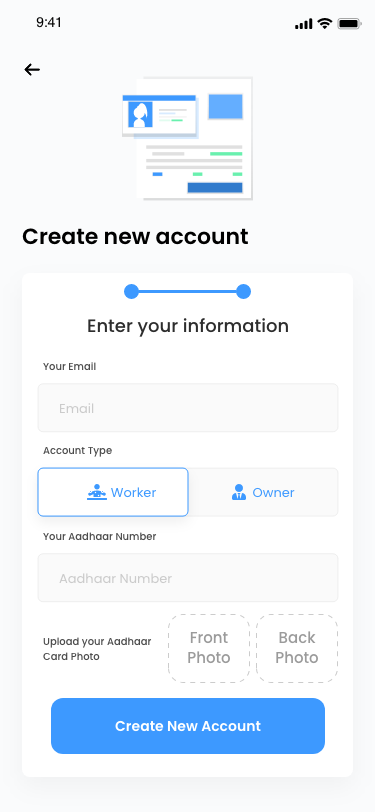 9:41
Create new account
Enter your information
Your Email
Email
Account Type
Worker
Owner
Your Aadhaar Number
Aadhaar Number
Upload your Aadhaar
Card Photo
Front
Photo
Back
Photo
Create New Account